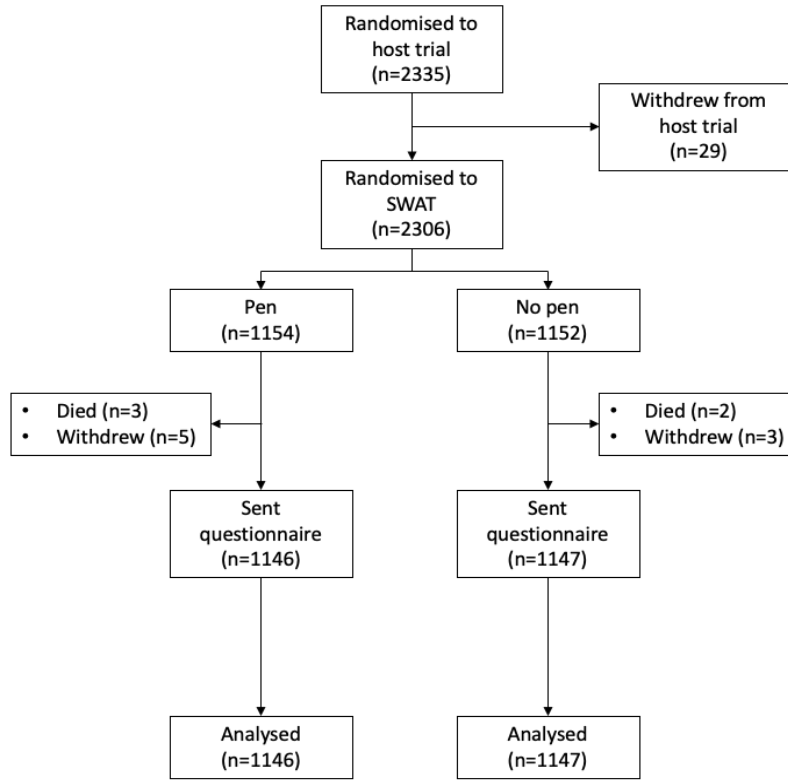 Randomised to
host trial
(n=2335)
Withdrew from
host trial
(n=29)
Randomised to
SWAT
(n=2306)
Pen
(n=1154)
No pen
(n=1152)
• Died (n=3)
• Withdrew (n=5)
• Died (n=2)
• Withdrew (n=3)
Sent
questionnaire
(n=1146)
Sent
questionnaire
(n=1147)
Analysed
(n=1146)
Analysed
(n=1147)